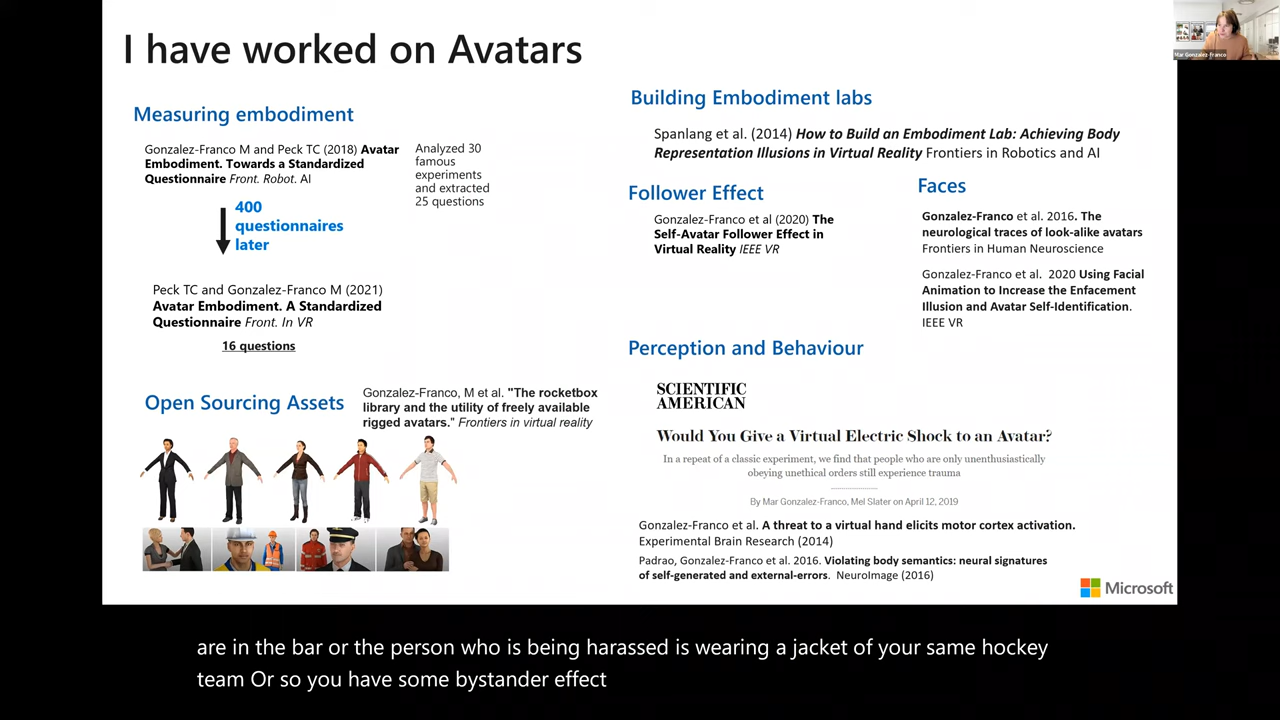 I have worked on Avatars
Mar Gonzalez-Franco
Measuring embodiment
Gonzalez-Franco M and Peck TC (2018) Avatar
Embodiment. Towards a Standardized
Questionnaire Front. Robot. AI
Analyzed 30
famous
experiments
and extracted
25 questions
400
questionnaires
later
Peck TC and Gonzalez-Franco M (2021)
Avatar Embodiment. A Standardized
Questionnaire Front. In VR
16 questions
Open Sourcing Assets
Gonzalez-Franco, M et al. "The rocketbox
library and the utility of freely available
rigged avatars." Frontiers in virtual reality
Building Embodiment labs
Spanlang et al. (2014) How to Build an Embodiment Lab: Achieving Body
Representation Illusions in Virtual Reality Frontiers in Robotics and AI
Follower Effect
Gonzalez-Franco et al (2020) The
Self-Avatar Follower Effect in
Virtual Reality IEEE VR
Faces
Gonzalez-Franco et al. 2016. The
neurological traces of look-alike avatars
Frontiers in Human Neuroscience
Gonzalez-Franco et al. 2020 Using Facial
Animation to Increase the Enfacement
Illusion and Avatar Self-Identification.
IEEE VR
Perception and Behaviour
SCIENTIFIC
AMERICAN
Would You Give a Virtual Electric Shock to an Avatar?
In a repeat of a classic experiment, we find that people who are only unenthusiastically
obeying unethical orders still experience trauma
By Mar Gonzalez-Franco, Mel Slater on April 12, 2019
Gonzalez-Franco et al. A threat to a virtual hand elicits motor cortex activation.
Experimental Brain Research (2014)
Padrao, Gonzalez-Franco et al. 2016. Violating body semantics: neural signatures
of self-generated and external-errors. NeuroImage (2016)
Microsoft
are in the bar or the person who is being harassed is wearing a jacket of your same hockey
team Or so you have some bystander effect